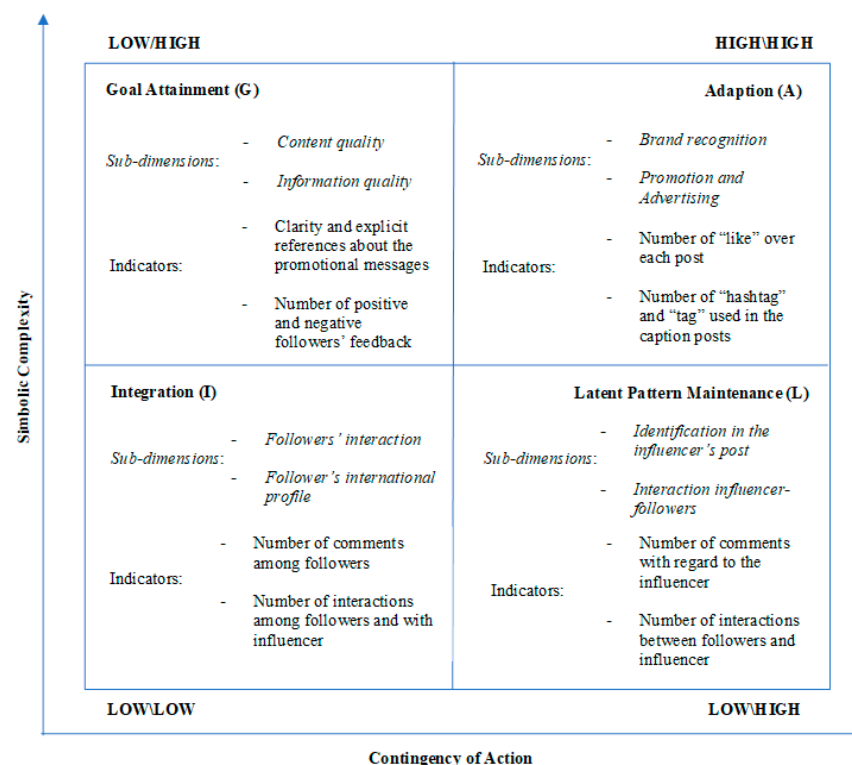 LOW/HIGH
HIGH\HIGH
Goal Attainment (G)
Sub-dimensions:
- Content quality
- Information quality
Indicators:
- Clarity and explicit
references about the
promotional messages
- Number of positive
and negative
followers' feedback
Adaption (A)
Sub-dimensions:
- Brand recognition
- Promotion and
Advertising
Indicators:
- Number of “like” over
each post
- Number of “hashtag”
and “tag” used in the
caption posts
Simbolic Complexity
Integration (I)
Sub-dimensions:
- Followers' interaction
- Follower's international
profile
Indicators:
- Number of comments
among followers
- Number of interactions
among followers and with
influencer
Latent Pattern Maintenance (L)
Sub-dimensions:
- Identification in the
influencer's post
- Interaction influencer-
followers
Indicators:
- Number of comments
with regard to the
influencer
- Number of interactions
between followers and
influencer
LOW\LOW
LOW\HIGH
Contingency of Action